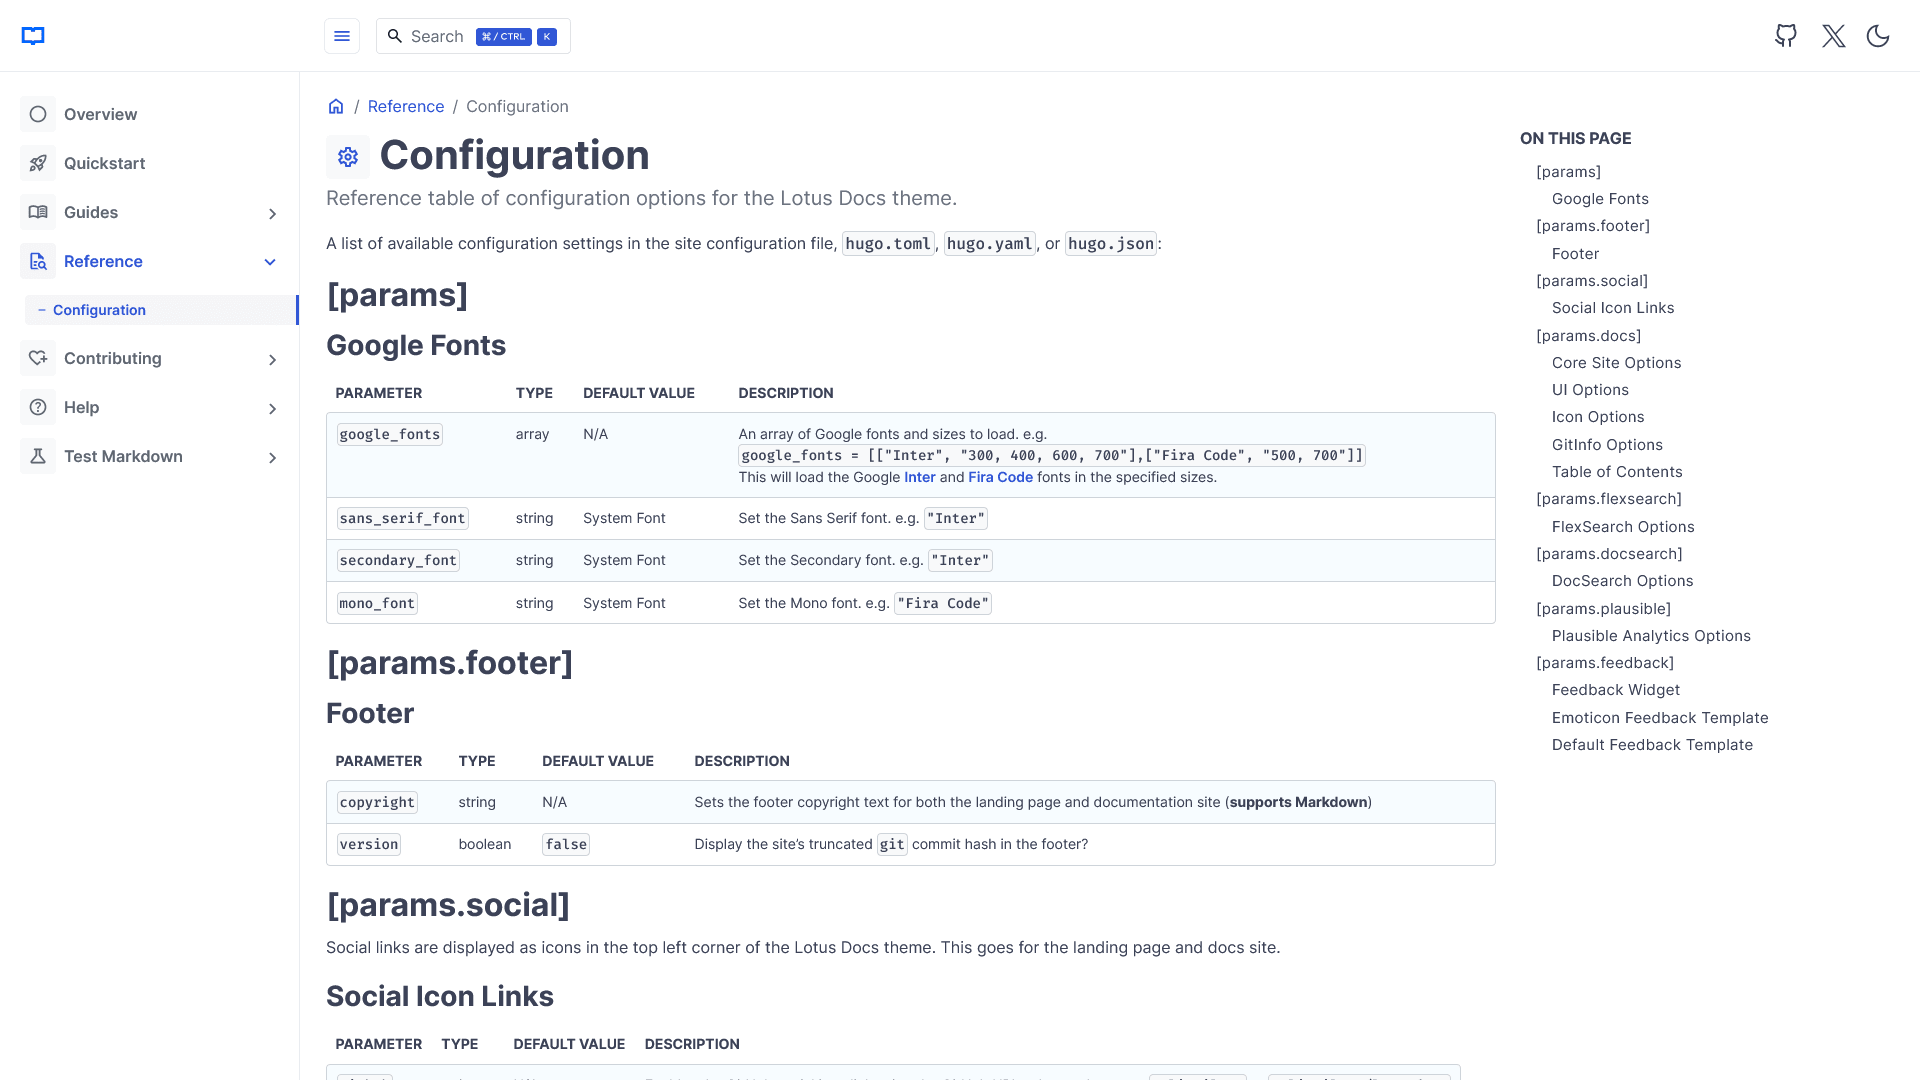 Search ⌘/CTRL K
Overview
Quickstart
Guides
Reference
– Configuration
Contributing
Help
Test Markdown
/ Reference / Configuration
Configuration
Reference table of configuration options for the Lotus Docs theme.
A list of available configuration settings in the site configuration file, hugo.toml, hugo.yaml, or hugo.json:
[params]
Google Fonts
PARAMETER TYPE DEFAULT VALUE DESCRIPTION
google_fonts array N/A An array of Google fonts and sizes to load. e.g.
google_fonts = [["Inter", "300, 400, 600, 700"],["Fira Code", "500, 700"]]
This will load the Google Inter and Fira Code fonts in the specified sizes.
sans_serif_font string System Font Set the Sans Serif font. e.g. "Inter"
secondary_font string System Font Set the Secondary font. e.g. "Inter"
mono_font string System Font Set the Mono font. e.g. "Fira Code"
[params.footer]
Footer
PARAMETER TYPE DEFAULT VALUE DESCRIPTION
copyright string N/A Sets the footer copyright text for both the landing page and documentation site (supports Markdown)
version boolean false Display the site’s truncated git commit hash in the footer?
[params.social]
Social links are displayed as icons in the top left corner of the Lotus Docs theme. This goes for the landing page and docs site.
Social Icon Links
PARAMETER TYPE DEFAULT VALUE DESCRIPTION
ON THIS PAGE
[params]
Google Fonts
[params.footer]
Footer
[params.social]
Social Icon Links
[params.docs]
Core Site Options
UI Options
Icon Options
GitInfo Options
Table of Contents
[params.flexsearch]
FlexSearch Options
[params.docsearch]
DocSearch Options
[params.plausible]
Plausible Analytics Options
[params.feedback]
Feedback Widget
Emoticon Feedback Template
Default Feedback Template